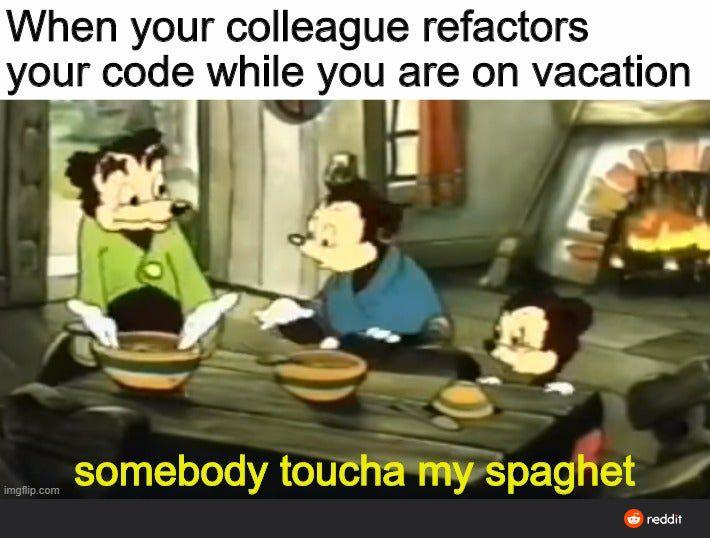 When your colleague refactors
your code while you are on vacation
somebody toucha my spaghet
imgflip.com
reddit